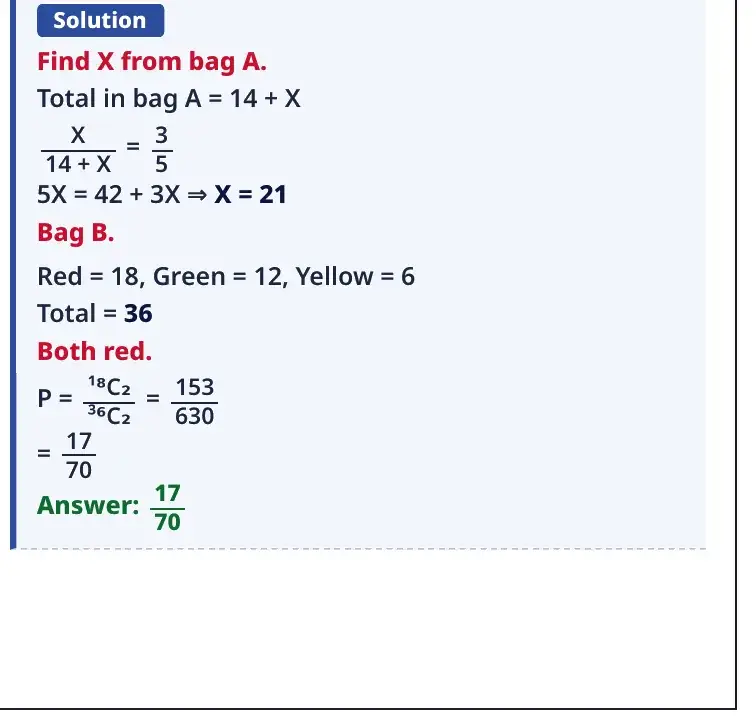 Solution
Find X from bag A.
Total in bag A = 14 + X
X / 14 + X = 3 / 5
5X = 42 + 3X ⇒ X = 21
Bag B.
Red = 18, Green = 12, Yellow = 6
Total = 36
Both red.
P = ¹⁸C₂ / ³⁶C₂ = 153 / 630
= 17 / 70
Answer: 17 / 70